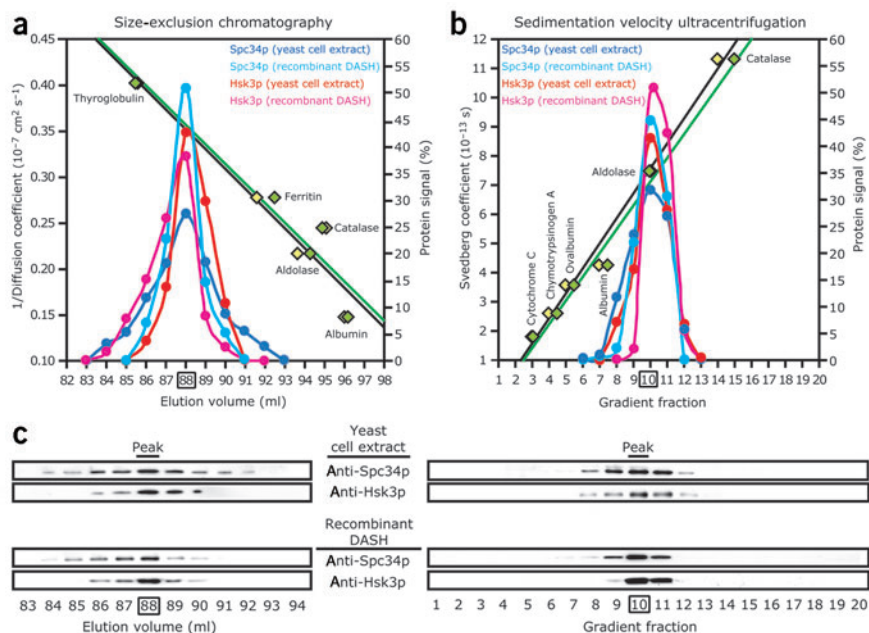 a
Size-exclusion chromatography
0.45
0.40
0.35
0.30
0.25
0.20
0.15
0.10
1/Diffusion coefficient (10⁻⁷ cm² s⁻¹)
60
55
50
45
40
35
30
25
20
15
10
5
0
Protein signal (%)
Spc34p (yeast cell extract)
Spc34p (recombinant DASH)
Hsk3p (yeast cell extract)
Hsk3p (recombinant DASH)
Thyroglobulin
Ferritin
Catalase
Aldolase
Albumin
82 83 84 85 86 87 88 89 90 91 92 93 94 95 96 97 98
Elution volume (ml)
b
Sedimentation velocity ultracentrifugation
12
11
10
9
8
7
6
5
4
3
2
1
Svedberg coefficient (10⁻¹³ s)
60
55
50
45
40
35
30
25
20
15
10
5
0
Protein signal (%)
Spc34p (yeast cell extract)
Spc34p (recombinant DASH)
Hsk3p (yeast cell extract)
Hsk3p (recombinant DASH)
Catalase
Aldolase
Cytochrome C
Chymotrypsinogen A
Ovalbumin
Albumin
1 2 3 4 5 6 7 8 9 10 11 12 13 14 15 16 17 18 19 20
Gradient fraction
c
Peak
Yeast
cell extract
Peak
Anti-Spc34p
Anti-Hsk3p
Recombinant
DASH
Anti-Spc34p
Anti-Hsk3p
83 84 85 86 87 88 89 90 91 92 93 94
Elution volume (ml)
1 2 3 4 5 6 7 8 9 10 11 12 13 14 15 16 17 18 19 20
Gradient fraction